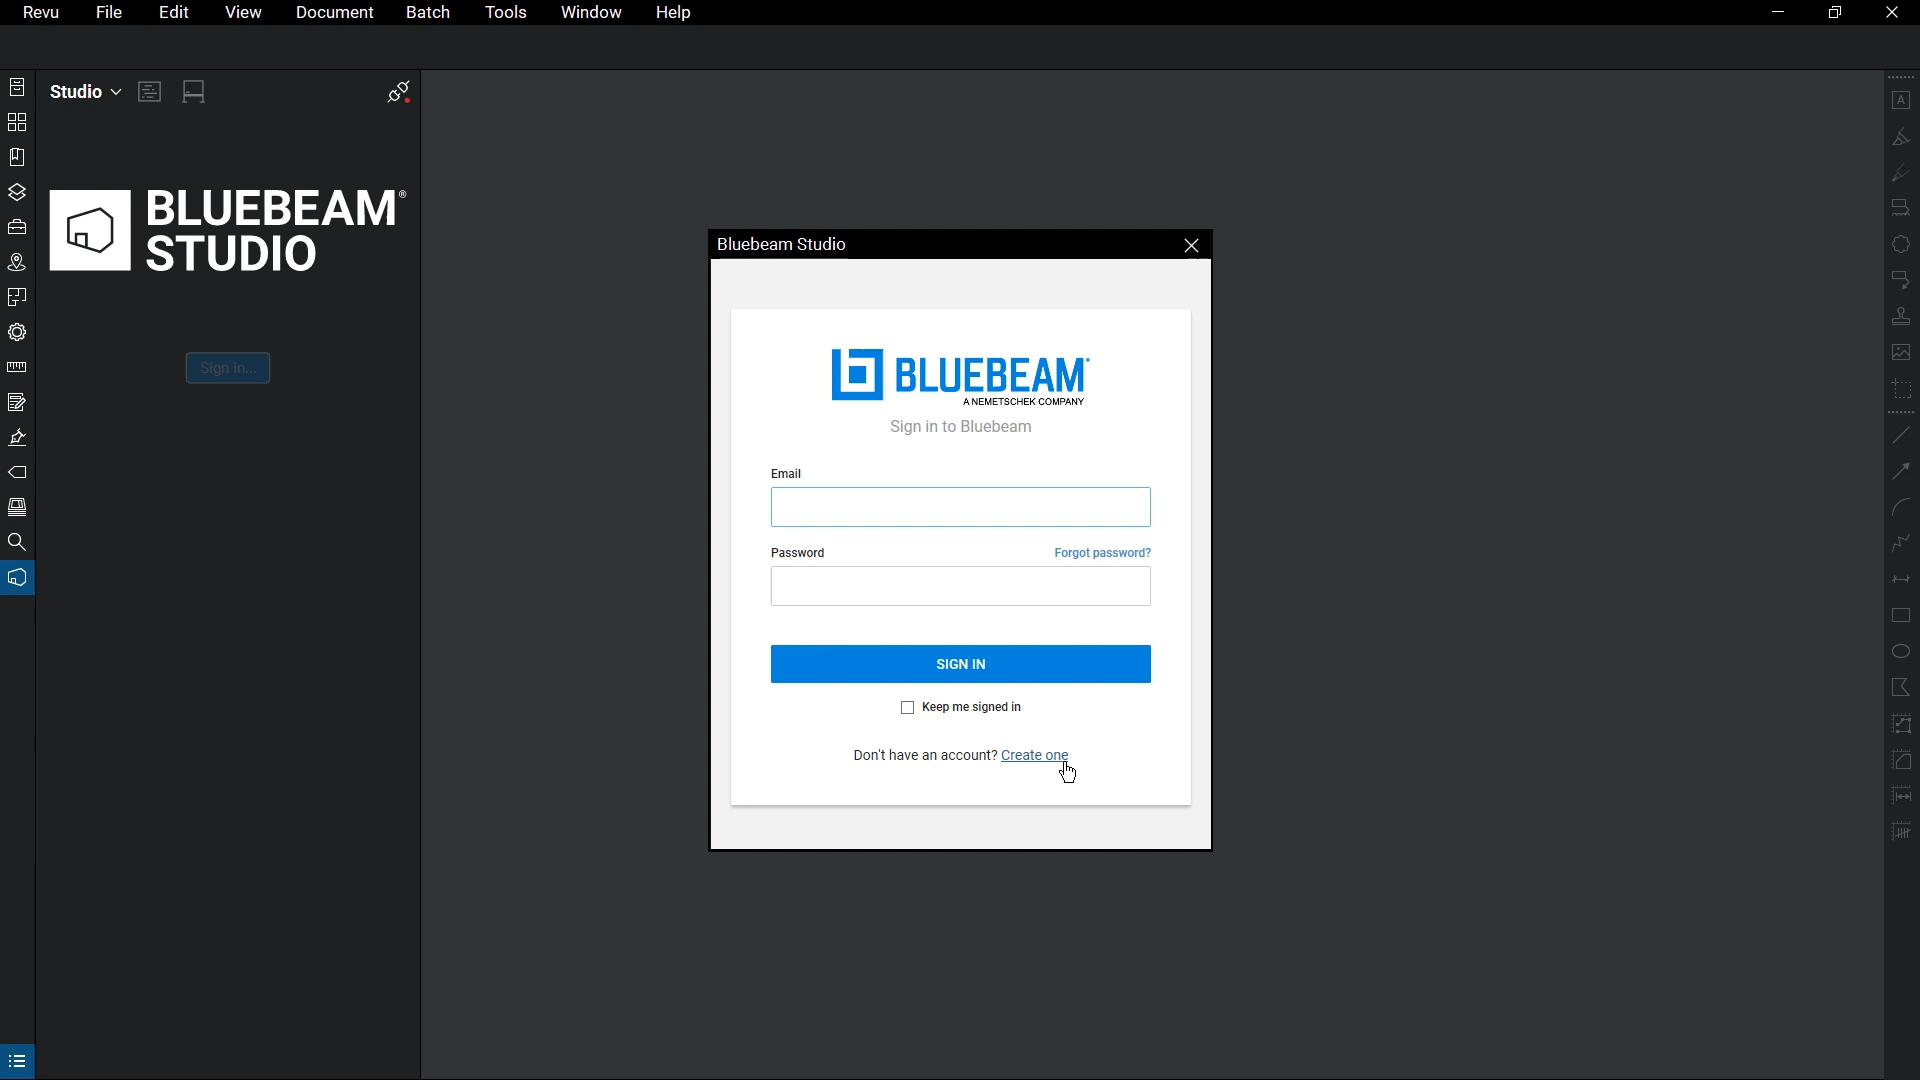 Revu File Edit View Document Batch Tools Window Help
Studio
BLUEBEAM®
STUDIO
Sign in...
Bluebeam Studio
BLUEBEAM
A NEMETSCHEK COMPANY
Sign in to Bluebeam
Email
Password Forgot password?
SIGN IN
Keep me signed in
Don't have an account? Create one
A